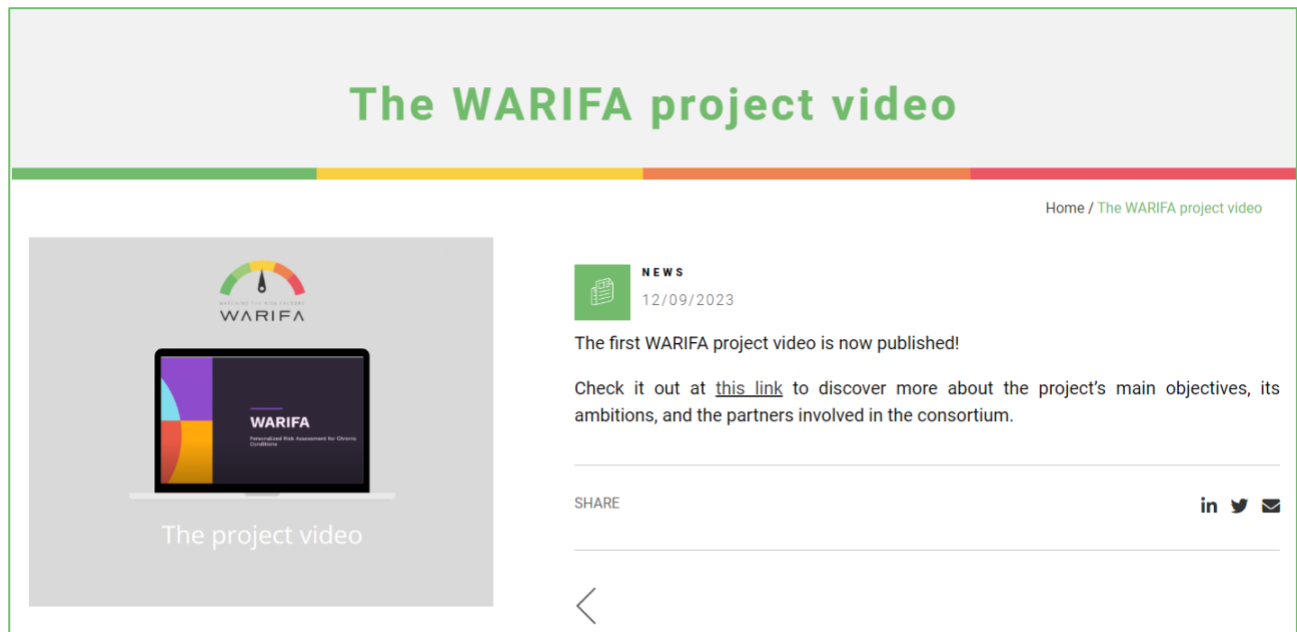 The WARIFA project video
Home / The WARIFA project video
WARIFA
WARIFA
Personalized Risk Assessment for Chronic
Conditions
The project video
NEWS
12/09/2023
The first WARIFA project video is now published!
Check it out at this link to discover more about the project’s main objectives, its
ambitions, and the partners involved in the consortium.
SHARE
in